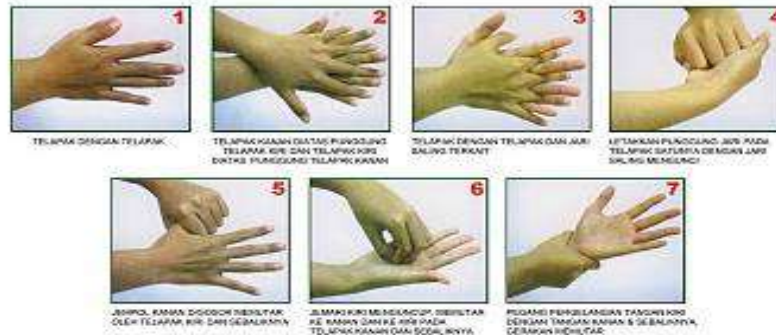 1
2
3
4
TELAPAK DENGAN TELAPAK
TELAPAK KANAN DIATAS PUNGGUNG
TELAPAK KIRI DAN TELAPAK KIRI
DIATAS PUNGGUNG TELAPAK KANAN
TELAPAK DENGAN TELAPAK DAN JARI
SALING TERKAIT
LETAKKAN PUNGGUNG JARI PADA
TELAPAK SATUNYA DENGAN JARI
SALING MENGUNCI
5
6
7
JEMPOL KANAN DIGOSOK MEMUTAR
OLEH TELAPAK KIRI DAN SEBALIKNYA
JEMARI KIRI MENGUNCUP, MEMUTAR
KE KANAN DAN KE KIRI PADA
TELAPAK KANAN DAN SEBALIKNYA
PEGANG PERGELANGAN TANGAN KIRI
DENGAN TANGAN KANAN & SEBALIKNYA,
GERAKAN MEMUTAR